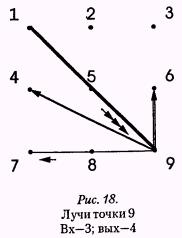 1 2 3
4 5 6
7 8 9
Рис. 18.
Лучи точки 9
Вх—3; вых—4